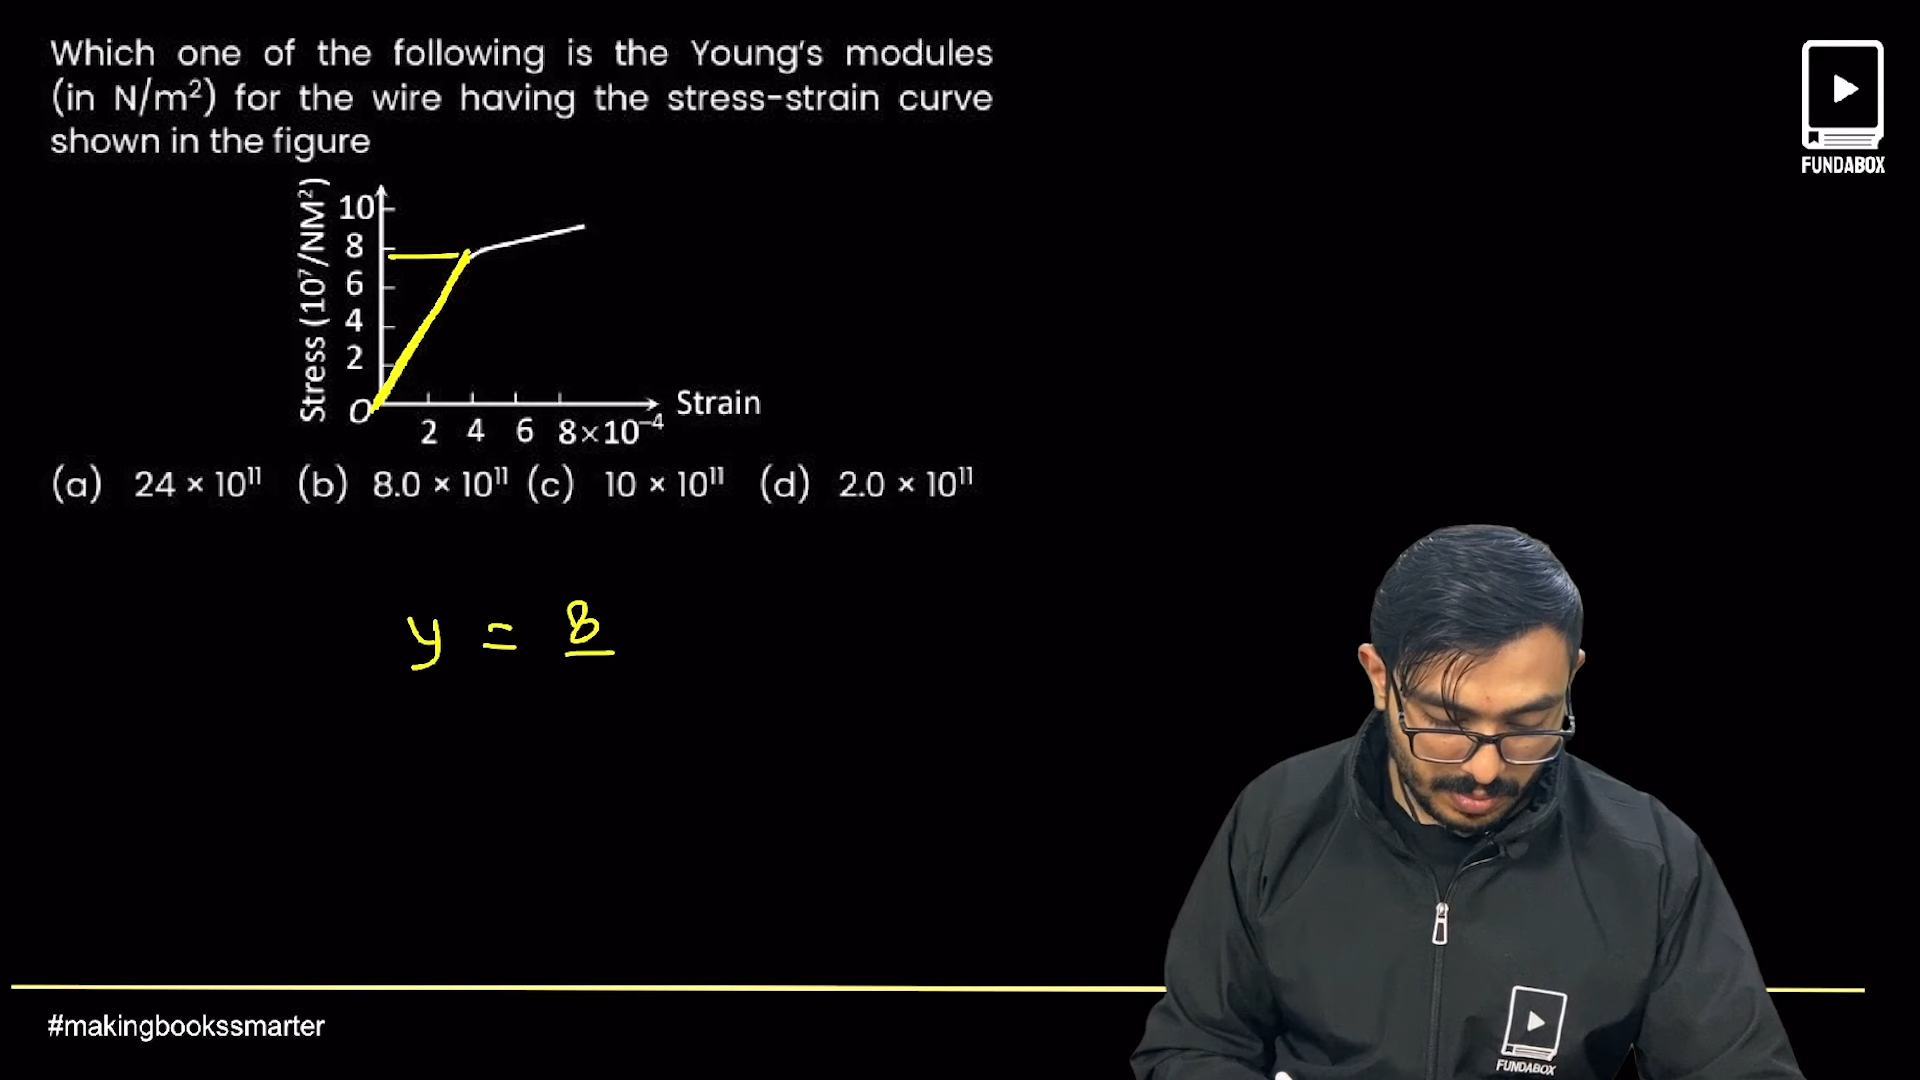 Which one of the following is the Young's modules
(in N/m²) for the wire having the stress-strain curve
shown in the figure
FUNDABOX
Stress (10⁷/NM²)
10
8
6
4
2
O
Strain
2 4 6 8×10⁻⁴
(a) 24 × 10¹¹ (b) 8.0 × 10¹¹ (c) 10 × 10¹¹ (d) 2.0 × 10¹¹
y = 8
#makingbookssmarter
FUNDABOX